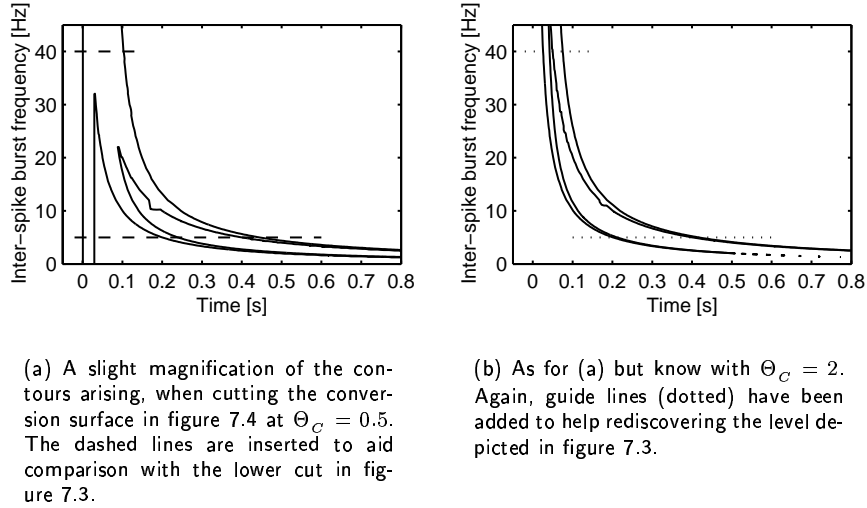 Inter-spike burst frequency [Hz]
40
30
20
10
0
0 0.1 0.2 0.3 0.4 0.5 0.6 0.7 0.8
Time [s]
Inter-spike burst frequency [Hz]
40
30
20
10
0
0 0.1 0.2 0.3 0.4 0.5 0.6 0.7 0.8
Time [s]
(a) A slight magnification of the con-
tours arising, when cutting the conver-
sion surface in figure 7.4 at Θ_C = 0.5.
The dashed lines are inserted to aid
comparison with the lower cut in fig-
ure 7.3.
(b) As for (a) but know with Θ_C = 2.
Again, guide lines (dotted) have been
added to help rediscovering the level de-
picted in figure 7.3.